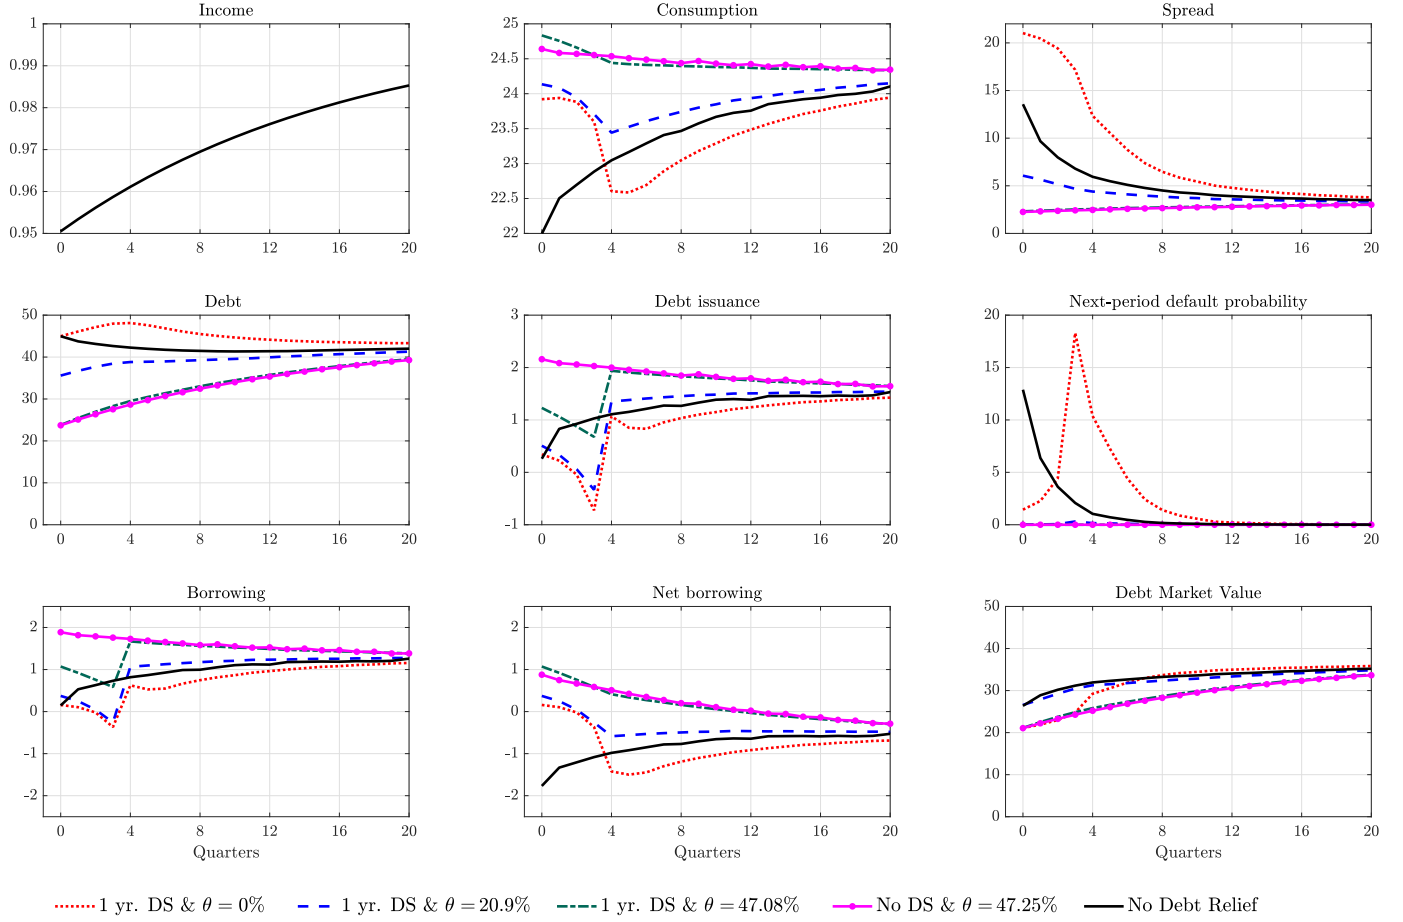 Income
1
0.99
0.98
0.97
0.96
0.95
0 4 8 12 16 20
Consumption
25
24.5
24
23.5
23
22.5
22
0 4 8 12 16 20
Spread
20
15
10
5
0
0 4 8 12 16 20
Debt
50
40
30
20
10
0
0 4 8 12 16 20
Debt issuance
3
2
1
0
-1
0 4 8 12 16 20
Next-period default probability
20
15
10
5
0
0 4 8 12 16 20
Borrowing
2
1
0
-1
-2
0 4 8 12 16 20
Quarters
Net borrowing
2
1
0
-1
-2
0 4 8 12 16 20
Quarters
Debt Market Value
50
40
30
20
10
0
0 4 8 12 16 20
Quarters
1 yr. DS & θ = 0% 1 yr. DS & θ = 20.9% 1 yr. DS & θ = 47.08% No DS & θ = 47.25% No Debt Relief